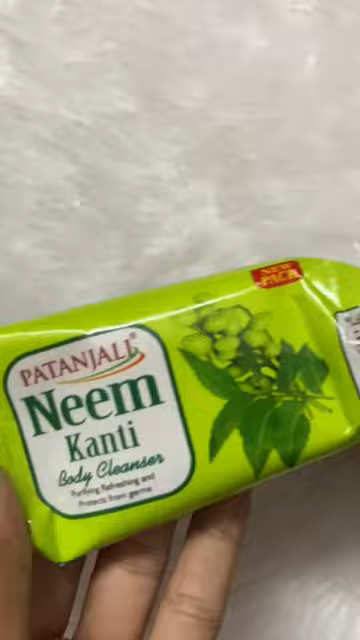 NEW
PACK
PATANJALI
Neem
Kanti
Body Cleanser
Purifying Refreshing and
Protects from germs